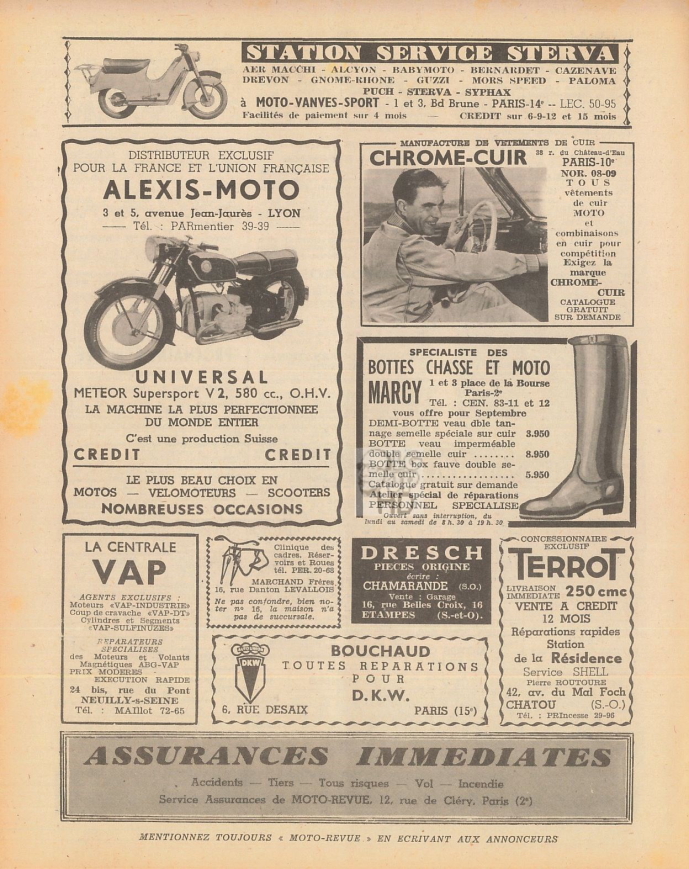 STATION SERVICE STERVA
AER MACCHI - ALCYON - BABYMOTO - BERNARDET - CAZENAVE
DREVON - GNOME-RHONE - GUZZI - MORS SPEED - PALOMA
PUCH - STERVA - SYPHAX
à MOTO-VANVES-SPORT - 1 et 3, Bd Brune - PARIS-14e -- LEC. 50-95
Facilités de paiement sur 4 mois — CREDIT sur 6-9-12 et 15 mois
DISTRIBUTEUR EXCLUSIF
POUR LA FRANCE ET L'UNION FRANÇAISE
ALEXIS-MOTO
3 et 5, avenue Jean-Jaurès - LYON
Tél. : PARmentier 39-39
UNIVERSAL
METEOR Supersport V 2, 580 cc., O.H.V.
LA MACHINE LA PLUS PERFECTIONNEE
DU MONDE ENTIER
C'est une production Suisse
CREDIT CREDIT
LE PLUS BEAU CHOIX EN
MOTOS — VELOMOTEURS — SCOOTERS
NOMBREUSES OCCASIONS
MANUFACTURE DE VETEMENTS DE CUIR
CHROME-CUIR
38 r. du Château-d'Eau
PARIS-10e
NOR. 08-09
TOUS
vêtements
de cuir
MOTO
et
combinaisons
en cuir pour
compétition
Exigez la
marque
CHROME-
CUIR
CATALOGUE
GRATUIT
SUR DEMANDE
SPECIALISTE DES
BOTTES CHASSE ET MOTO
MARCY
1 et 3 place de la Bourse
Paris-2e
Tél. : CEN. 83-11 et 12
vous offre pour Septembre
DEMI-BOTTE veau dble tan-
nage semelle spéciale sur cuir 3.950
BOTTE veau imperméable
double semelle cuir ........ 8.950
BOTTE box fauve double se-
melle cuir ........ 5.950
Catalogue gratuit sur demande
Atelier spécial de réparations
PERSONNEL SPECIALISE
Ouvert sans interruption, du
lundi au samedi de 8 h. 30 à 19 h. 30
LA CENTRALE
VAP
AGENTS EXCLUSIFS :
Moteurs «VAP-INDUSTRIE»
Coup de cravache «VAP-DT»
Cylindres et Segments
«VAP-SULFINUZES»
REPARATEURS
SPECIALISES
des Moteurs et Volants
Magnétiques ABG-VAP
PRIX MODERES
EXECUTION RAPIDE
24 bis, rue du Pont
NEUILLY-s-SEINE
Tél. : MAIllot 72-65
Clinique des
cadres. Réser-
voirs et Roues
tél. PER. 20-63
MARCHAND Frères
16, rue Danton LEVALLOIS
Ne pas confondre, bien no-
ter n° 16, la maison n'a
pas de succursale.
DRESCH
PIECES ORIGINE
écrire :
CHAMARANDE (S.O.)
Vente : Garage
16, rue Belles Croix, 16
ETAMPES (S.-et-O).
DKW
BOUCHAUD
TOUTES REPARATIONS
POUR
D.K.W.
6, RUE DESAIX PARIS (15e)
CONCESSIONNAIRE
EXCLUSIF
TERROT
LIVRAISON
IMMEDIATE 250 cmc
VENTE A CREDIT
12 MOIS
Réparations rapides
Station
de la Résidence
Service SHELL
Pierre ROUTOURE
42, av. du Mal Foch
CHATOU (S.-O.)
Tél. : PRIncesse 29-96
ASSURANCES IMMEDIATES
Accidents — Tiers — Tous risques — Vol — Incendie
Service Assurances de MOTO-REVUE, 12, rue de Cléry, Paris (2e)
MENTIONNEZ TOUJOURS « MOTO-REVUE » EN ECRIVANT AUX ANNONCEURS